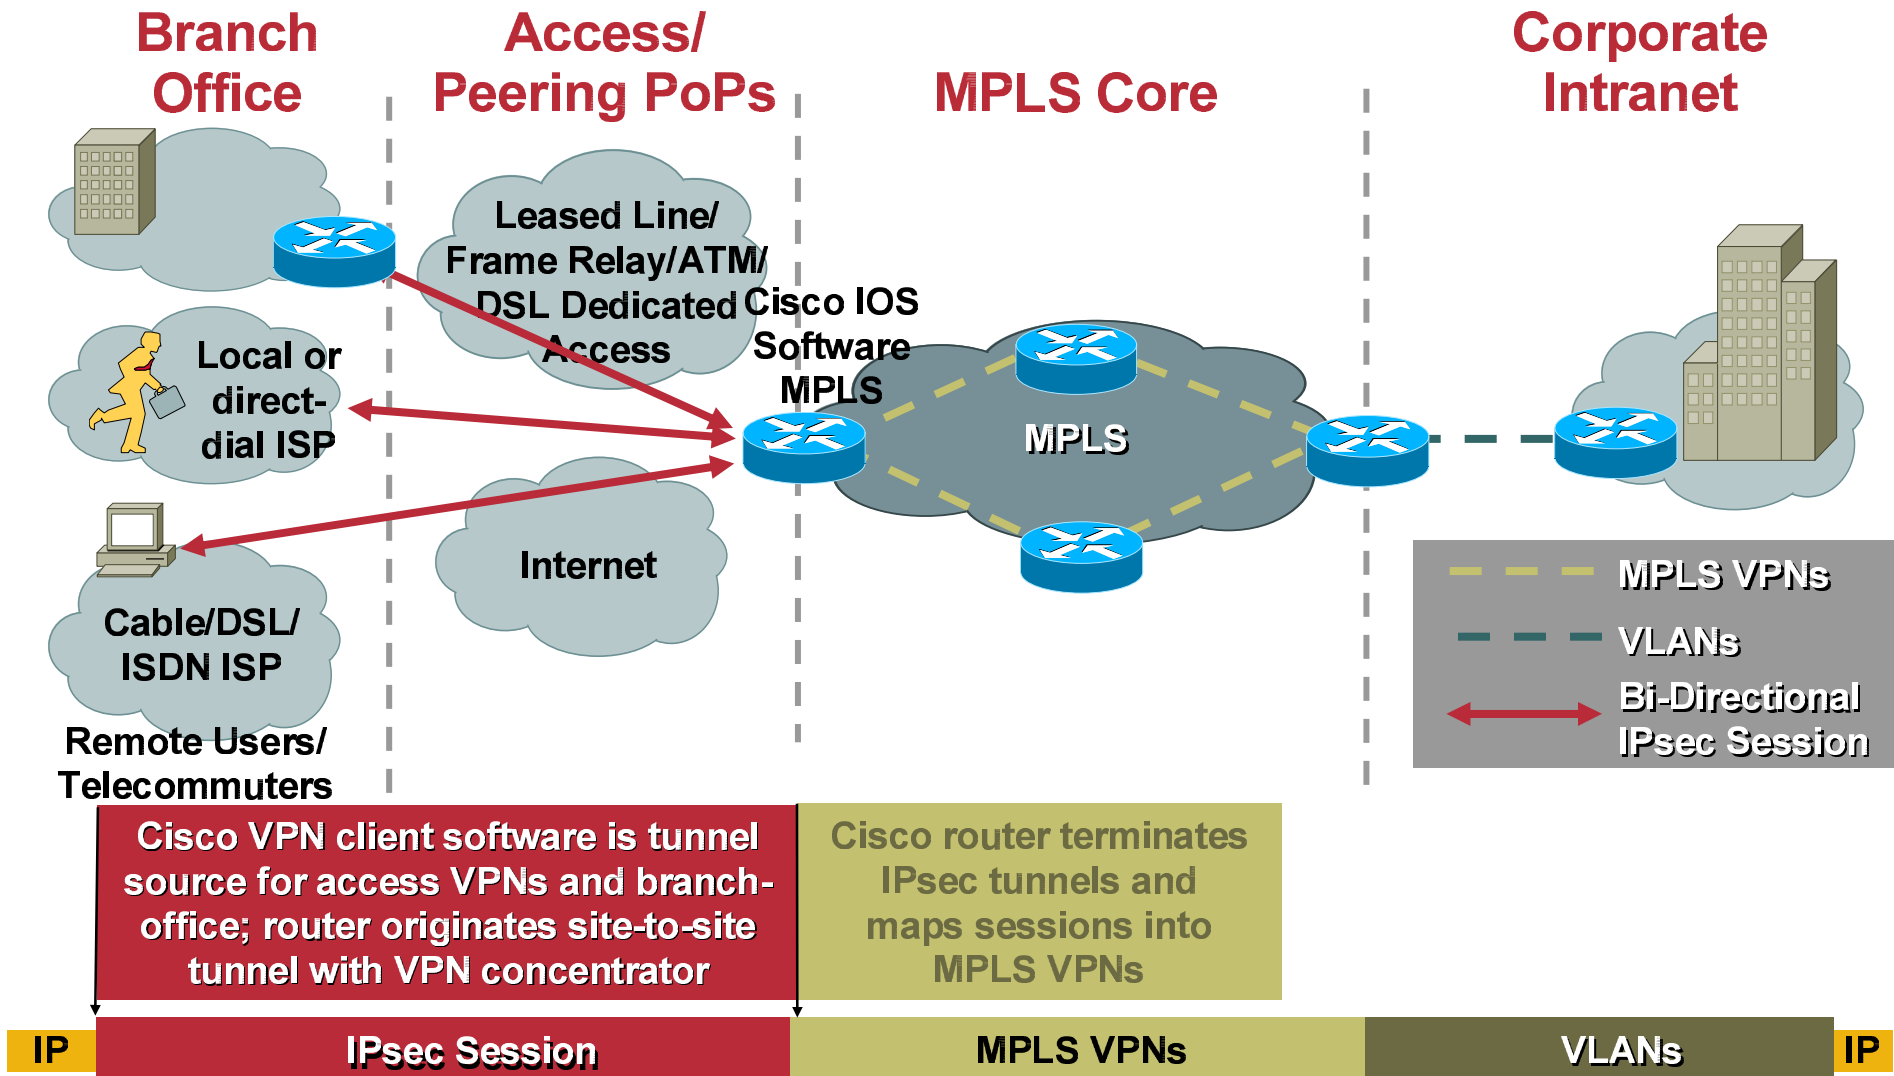 Branch
Office
Access/
Peering PoPs
MPLS Core
Corporate
Intranet
Leased Line/
Frame Relay/ATM/
DSL Dedicated
Access
Cisco IOS
Software
MPLS
Local or
direct-
dial ISP
MPLS
Internet
Cable/DSL/
ISDN ISP
Remote Users/
Telecommuters
MPLS VPNs
VLANs
Bi-Directional
IPsec Session
Cisco VPN client software is tunnel
source for access VPNs and branch-
office; router originates site-to-site
tunnel with VPN concentrator
Cisco router terminates
IPsec tunnels and
maps sessions into
MPLS VPNs
IP
IPsec Session
MPLS VPNs
VLANs
IP